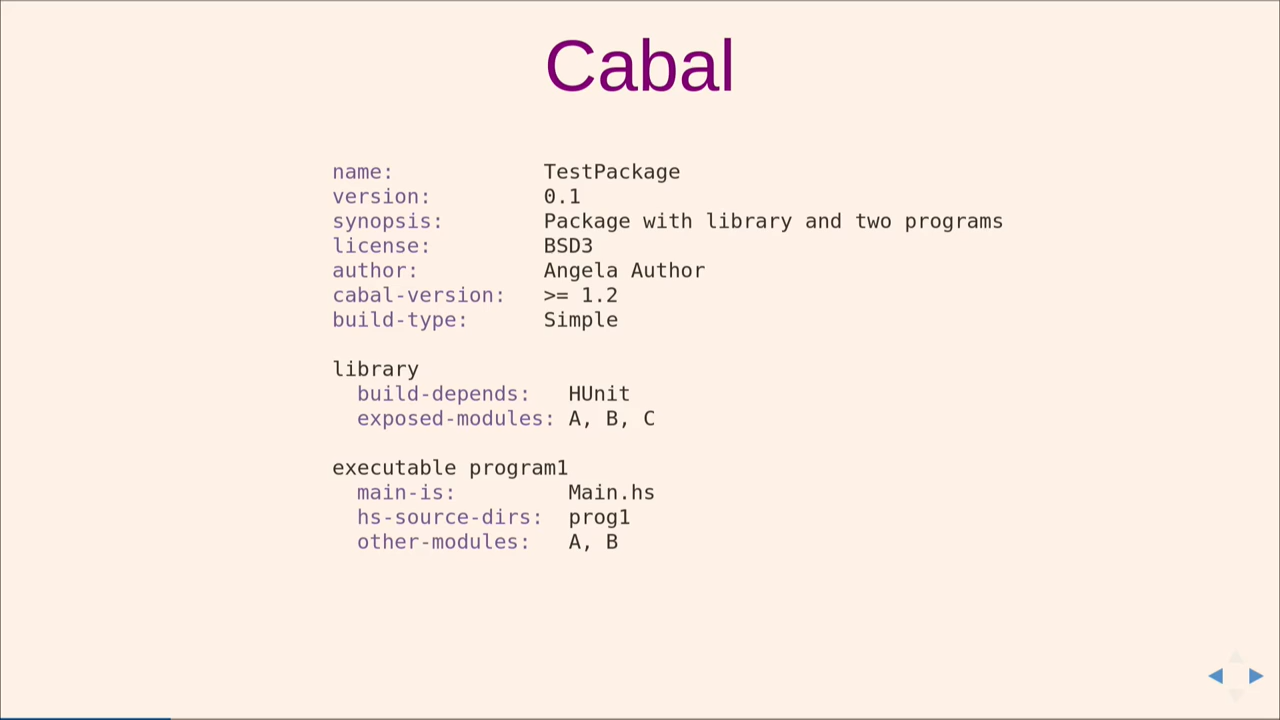 Cabal
name: TestPackage
version: 0.1
synopsis: Package with library and two programs
license: BSD3
author: Angela Author
cabal-version: >= 1.2
build-type: Simple
library
build-depends: HUnit
exposed-modules: A, B, C
executable program1
main-is: Main.hs
hs-source-dirs: prog1
other-modules: A, B